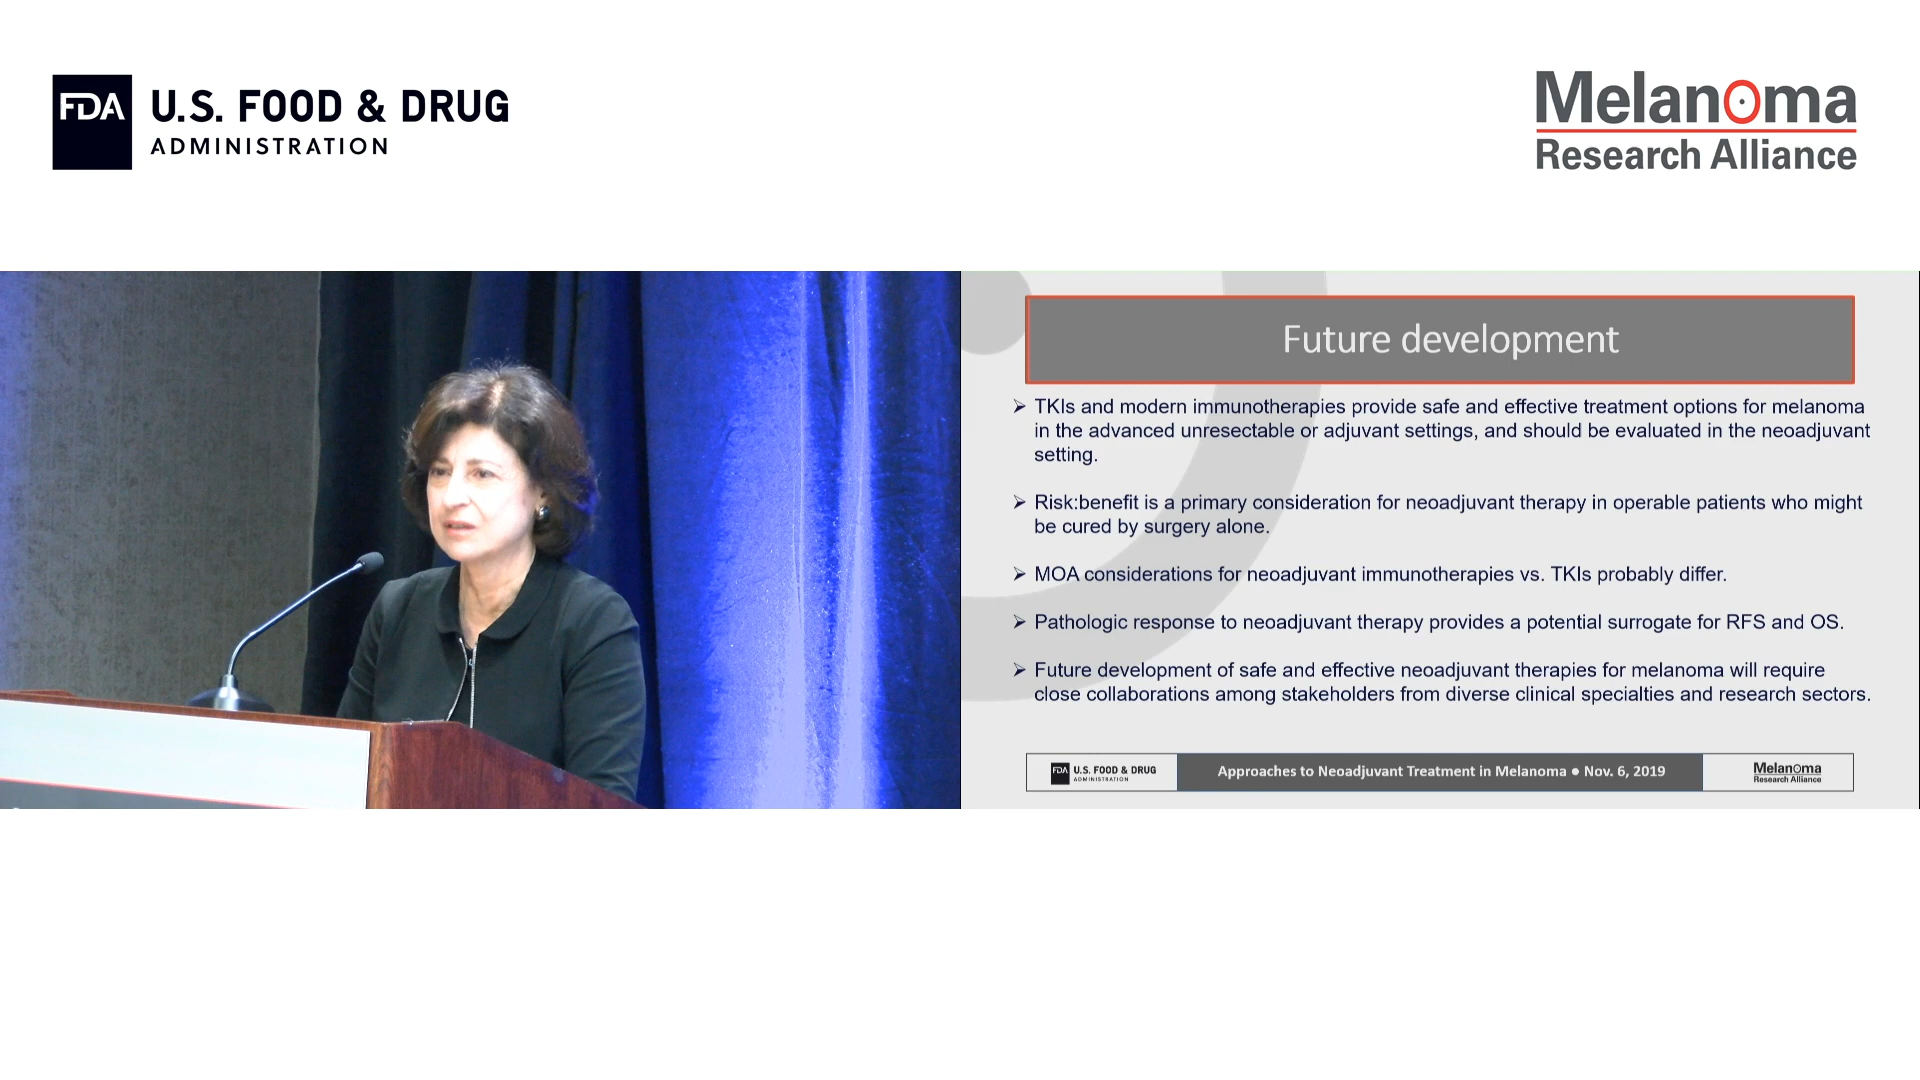 FDA U.S. FOOD & DRUG
ADMINISTRATION
Melanoma
Research Alliance
Future development
TKIs and modern immunotherapies provide safe and effective treatment options for melanoma
in the advanced unresectable or adjuvant settings, and should be evaluated in the neoadjuvant
setting.
Risk:benefit is a primary consideration for neoadjuvant therapy in operable patients who might
be cured by surgery alone.
MOA considerations for neoadjuvant immunotherapies vs. TKIs probably differ.
Pathologic response to neoadjuvant therapy provides a potential surrogate for RFS and OS.
Future development of safe and effective neoadjuvant therapies for melanoma will require
close collaborations among stakeholders from diverse clinical specialties and research sectors.
FDA U.S. FOOD & DRUG
ADMINISTRATION
Approaches to Neoadjuvant Treatment in Melanoma ● Nov. 6, 2019
Melanoma
Research Alliance